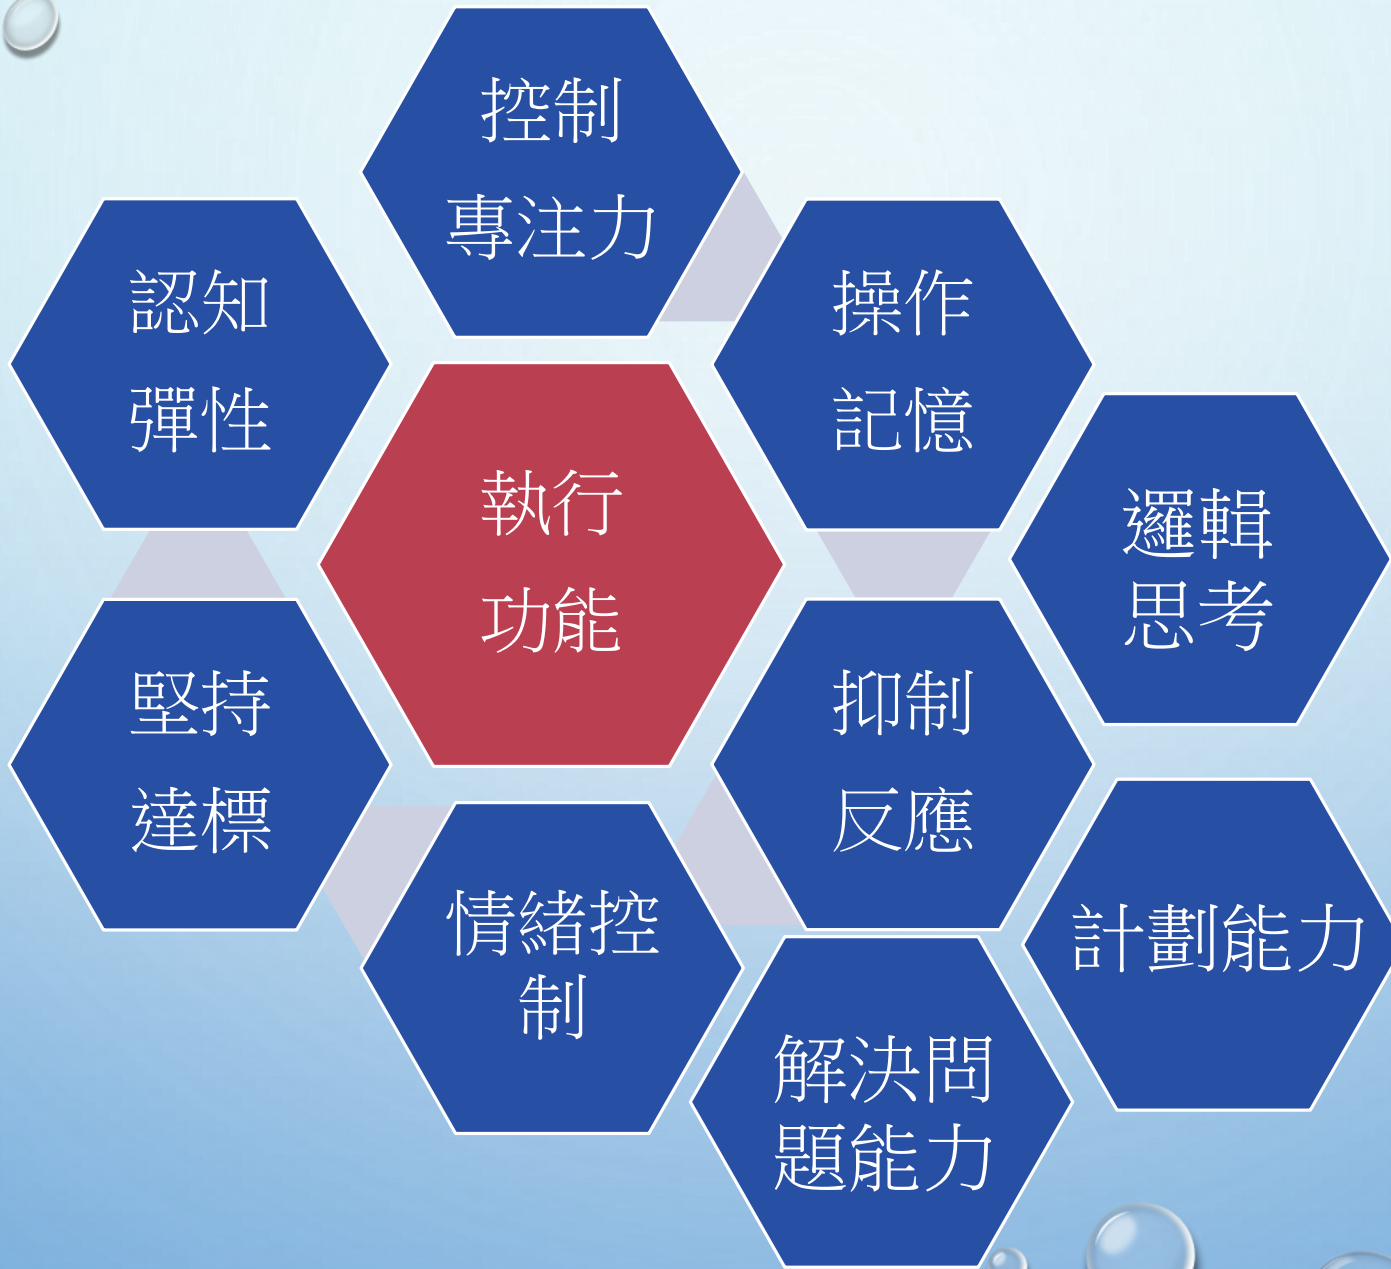 控制
專注力
認知
彈性
操作
記憶
執行
功能
邏輯
思考
堅持
達標
抑制
反應
情緒控
制
計劃能力
解決問
題能力